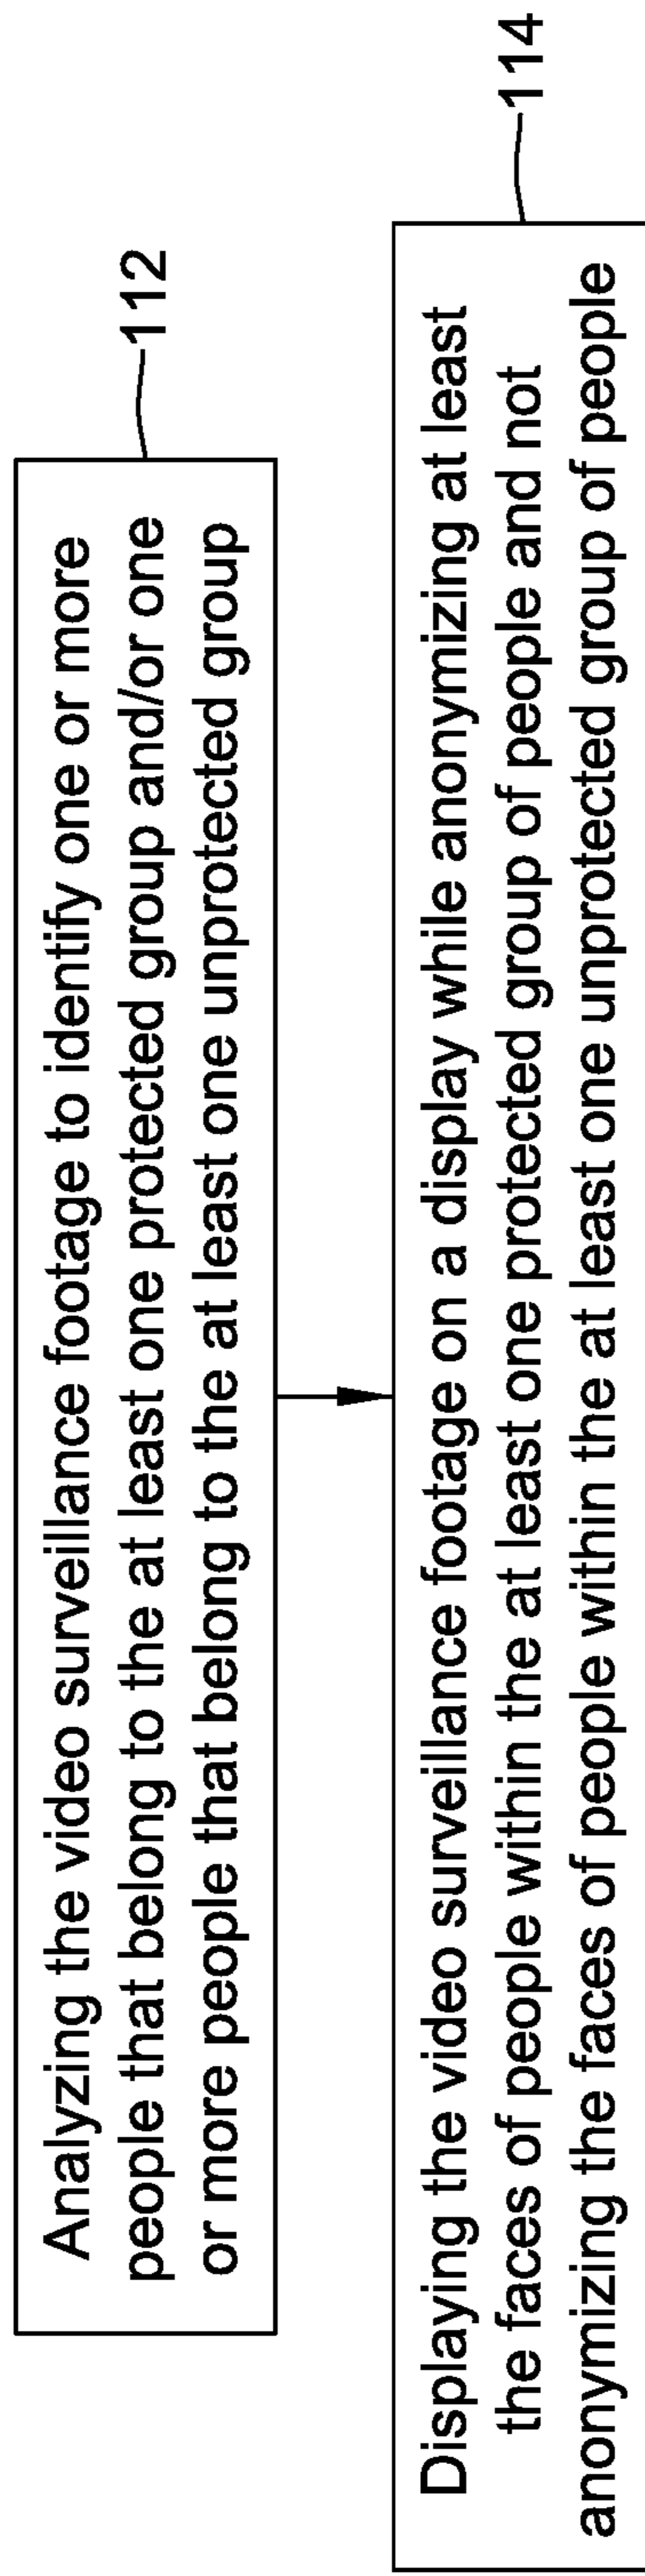 112
Analyzing the video surveillance footage to identify one or more
people that belong to the at least one protected group and/or one
or more people that belong to the at least one unprotected group
114
Displaying the video surveillance footage on a display while anonymizing at least
the faces of people within the at least one protected group of people and not
anonymizing the faces of people within the at least one unprotected group of people